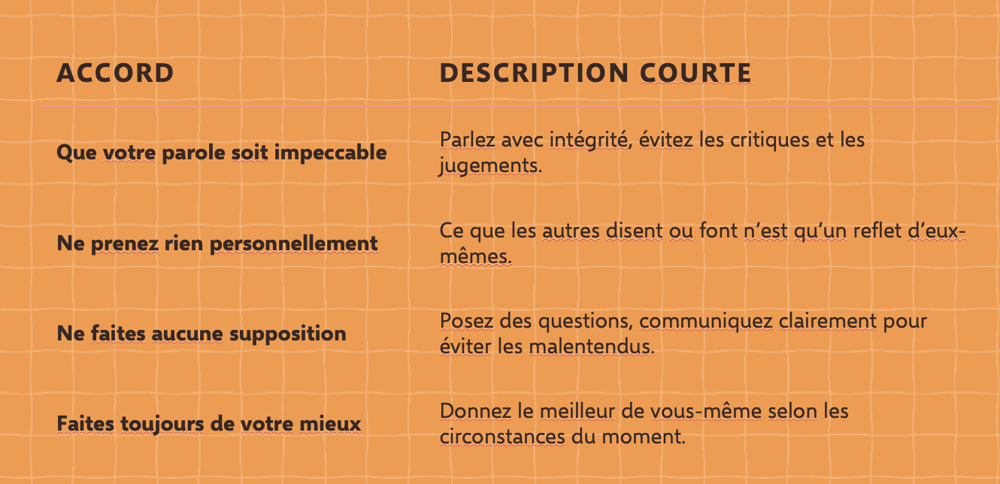 ACCORD
DESCRIPTION COURTE
Que votre parole soit impeccable
Parlez avec intégrité, évitez les critiques et les
jugements.
Ne prenez rien personnellement
Ce que les autres disent ou font n’est qu’un reflet d’eux-
mêmes.
Ne faites aucune supposition
Posez des questions, communiquez clairement pour
éviter les malentendus.
Faites toujours de votre mieux
Donnez le meilleur de vous-même selon les
circonstances du moment.